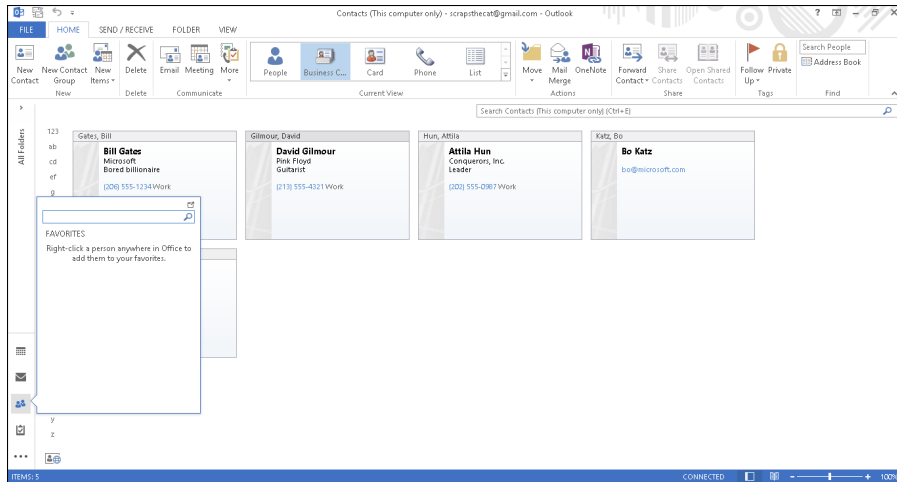 Contacts (This computer only) - scrapsthecat@gmail.com - Outlook
?
FILE HOME SEND / RECEIVE FOLDER VIEW
New Contact
New Contact Group
New Items
Delete
Email
Meeting
More
People
Business C...
Card
Phone
List
Move
Mail Merge
OneNote
Forward Contact
Share Contacts
Open Shared Contacts
Follow Up
Private
Search People
Address Book
New Delete Communicate Current View Actions Share Tags Find
Search Contacts (This computer only) (Ctrl+E)
All Folders
123
ab
cd
ef
g
y
z
Gates, Bill
Bill Gates
Microsoft
Bored billionaire
(206) 555-1234 Work
Gilmour, David
David Gilmour
Pink Floyd
Guitarist
(213) 555-4321 Work
Hun, Attila
Attila Hun
Conquerors, Inc.
Leader
(202) 555-0987 Work
Katz, Bo
Bo Katz
bo@microsoft.com
FAVORITES
Right-click a person anywhere in Office to
add them to your favorites.
ITEMS: 5
CONNECTED
100%